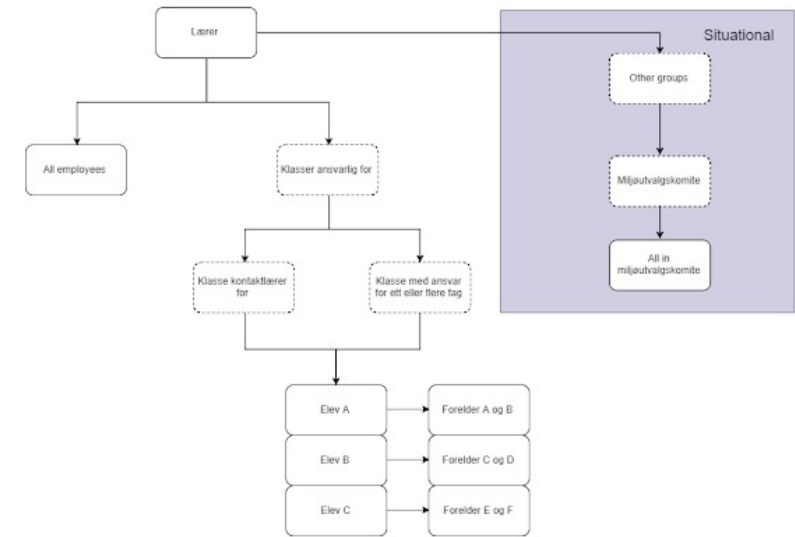 Lærer
Situational
Other groups
All employees
Klasser ansvarlig for
Miljøutvalgskomite
All in
miljøutvalgskomite
Klasse kontaktlærer
for
Klasse med ansvar
for ett eller flere fag
Elev A
Forelder A og B
Elev B
Forelder C og D
Elev C
Forelder E og F